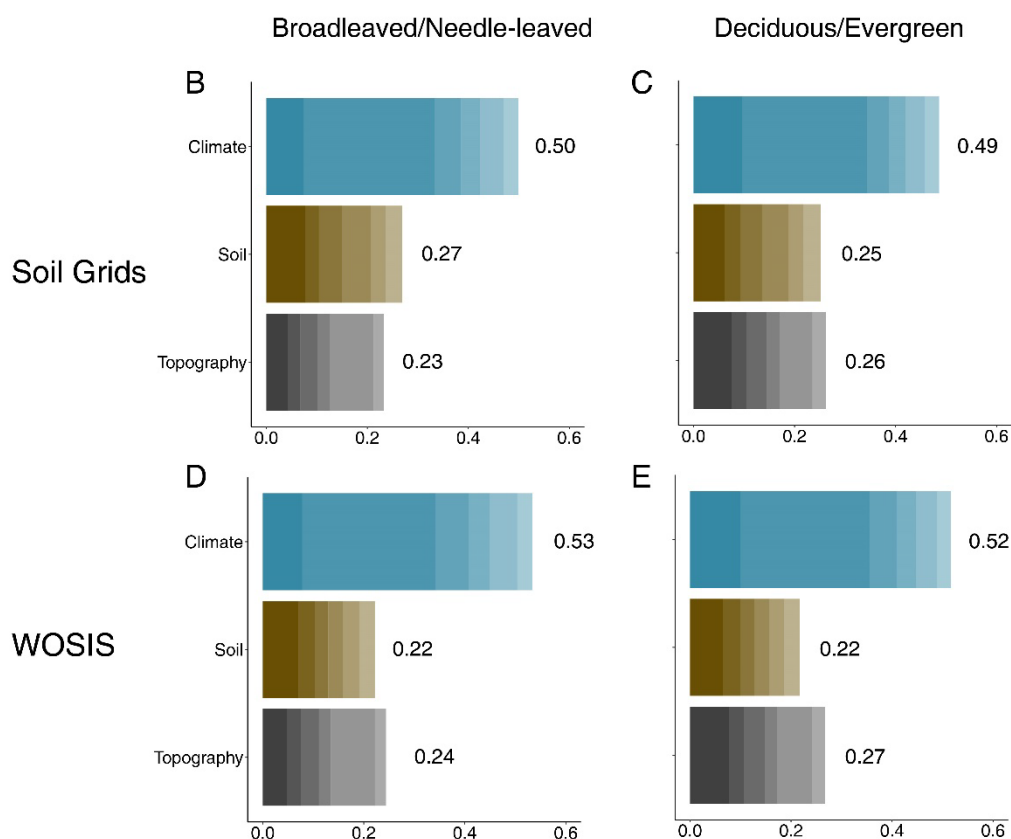 Broadleaved/Needle-leaved Deciduous/Evergreen
B C
Climate 0.50 0.49
Soil 0.27 0.25
Soil Grids
Topography 0.23 0.26
0.0 0.2 0.4 0.6 0.0 0.2 0.4 0.6
D E
Climate 0.53 0.52
WOSIS
Soil 0.22 0.22
Topography 0.24 0.27
0.0 0.2 0.4 0.6 0.0 0.2 0.4 0.6